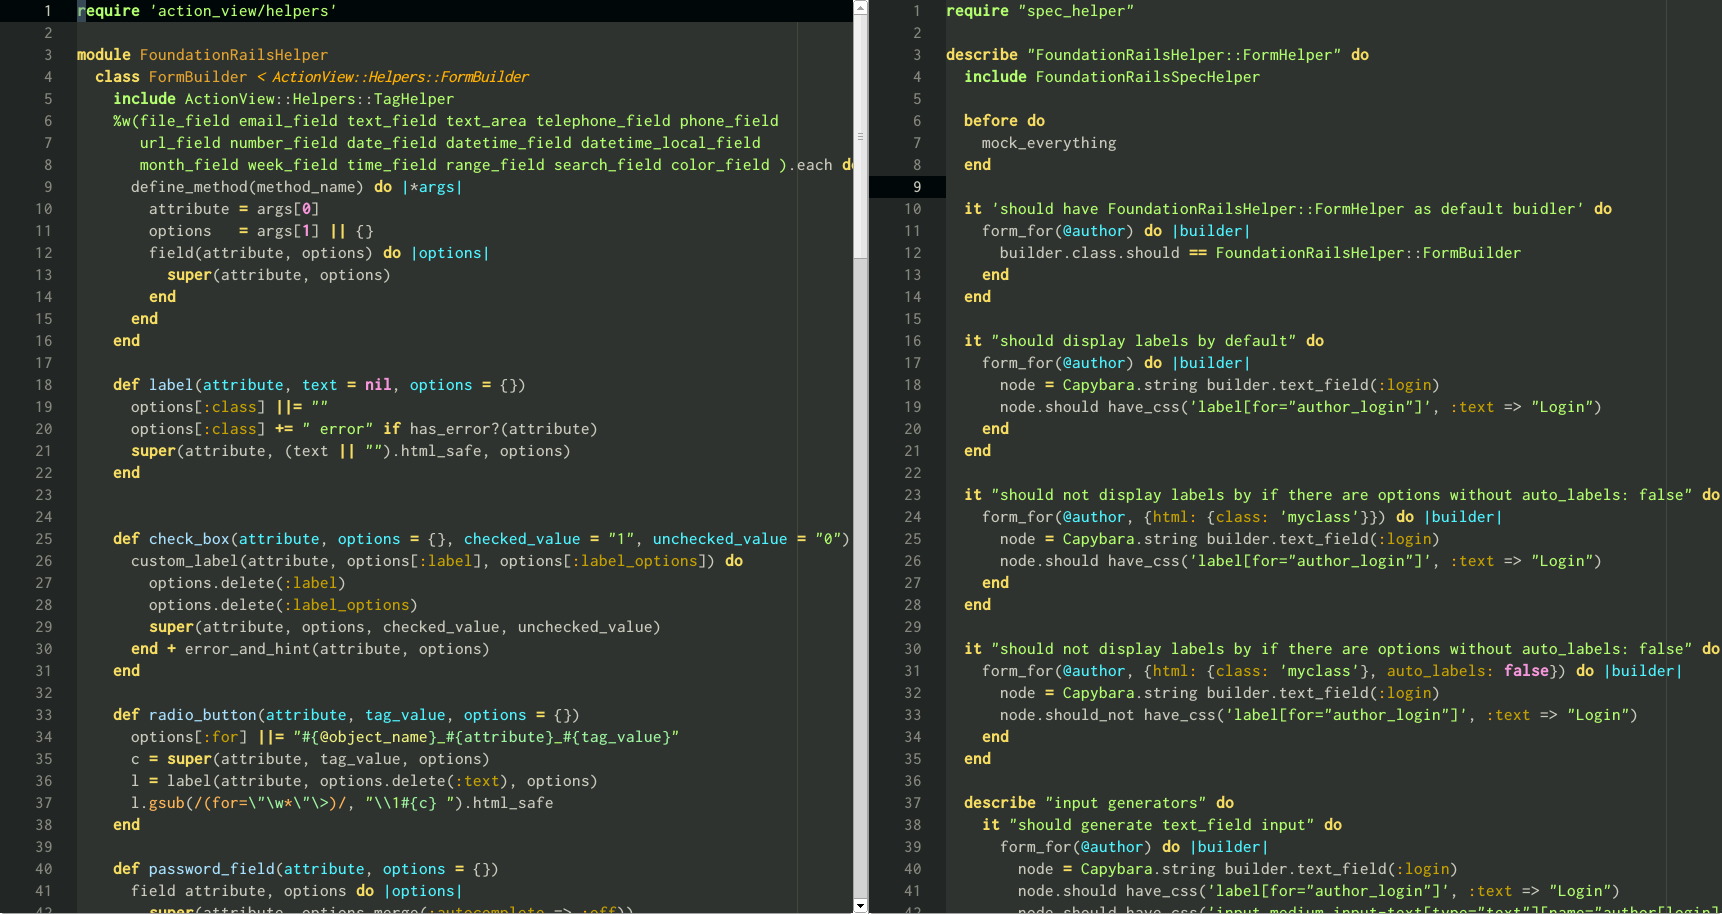 1 require 'action_view/helpers'
2
3 module FoundationRailsHelper
4 class FormBuilder < ActionView::Helpers::FormBuilder
5 include ActionView::Helpers::TagHelper
6 %w(file_field email_field text_field text_area telephone_field phone_field
7 url_field number_field date_field datetime_field datetime_local_field
8 month_field week_field time_field range_field search_field color_field ).each do
9 define_method(method_name) do |*args|
10 attribute = args[0]
11 options   = args[1] || {}
12 field(attribute, options) do |options|
13 super(attribute, options)
14 end
15 end
16 end
17
18 def label(attribute, text = nil, options = {})
19 options[:class] ||= ""
20 options[:class] += " error" if has_error?(attribute)
21 super(attribute, (text || "").html_safe, options)
22 end
23
24
25 def check_box(attribute, options = {}, checked_value = "1", unchecked_value = "0")
26 custom_label(attribute, options[:label], options[:label_options]) do
27 options.delete(:label)
28 options.delete(:label_options)
29 super(attribute, options, checked_value, unchecked_value)
30 end + error_and_hint(attribute, options)
31 end
32
33 def radio_button(attribute, tag_value, options = {})
34 options[:for] ||= "#{@object_name}_#{attribute}_#{tag_value}"
35 c = super(attribute, tag_value, options)
36 l = label(attribute, options.delete(:text), options)
37 l.gsub(/(for=\"\w*\"\>)/, "\\1#{c} ").html_safe
38 end
39
40 def password_field(attribute, options = {})
41 field attribute, options do |options|
42 super(attribute, options.merge(:autocomplete => :off))
1 require "spec_helper"
2
3 describe "FoundationRailsHelper::FormHelper" do
4 include FoundationRailsSpecHelper
5
6 before do
7 mock_everything
8 end
9
10 it 'should have FoundationRailsHelper::FormHelper as default buidler' do
11 form_for(@author) do |builder|
12 builder.class.should == FoundationRailsHelper::FormBuilder
13 end
14 end
15
16 it "should display labels by default" do
17 form_for(@author) do |builder|
18 node = Capybara.string builder.text_field(:login)
19 node.should have_css('label[for="author_login"]', :text => "Login")
20 end
21 end
22
23 it "should not display labels by if there are options without auto_labels: false" do
24 form_for(@author, {html: {class: 'myclass'}}) do |builder|
25 node = Capybara.string builder.text_field(:login)
26 node.should have_css('label[for="author_login"]', :text => "Login")
27 end
28 end
29
30 it "should not display labels by if there are options without auto_labels: false" do
31 form_for(@author, {html: {class: 'myclass'}, auto_labels: false}) do |builder|
32 node = Capybara.string builder.text_field(:login)
33 node.should_not have_css('label[for="author_login"]', :text => "Login")
34 end
35 end
36
37 describe "input generators" do
38 it "should generate text_field input" do
39 form_for(@author) do |builder|
40 node = Capybara.string builder.text_field(:login)
41 node.should have_css('label[for="author_login"]', :text => "Login")
42 node.should have_css('input.medium.input-text[type="text"][name="author[login]